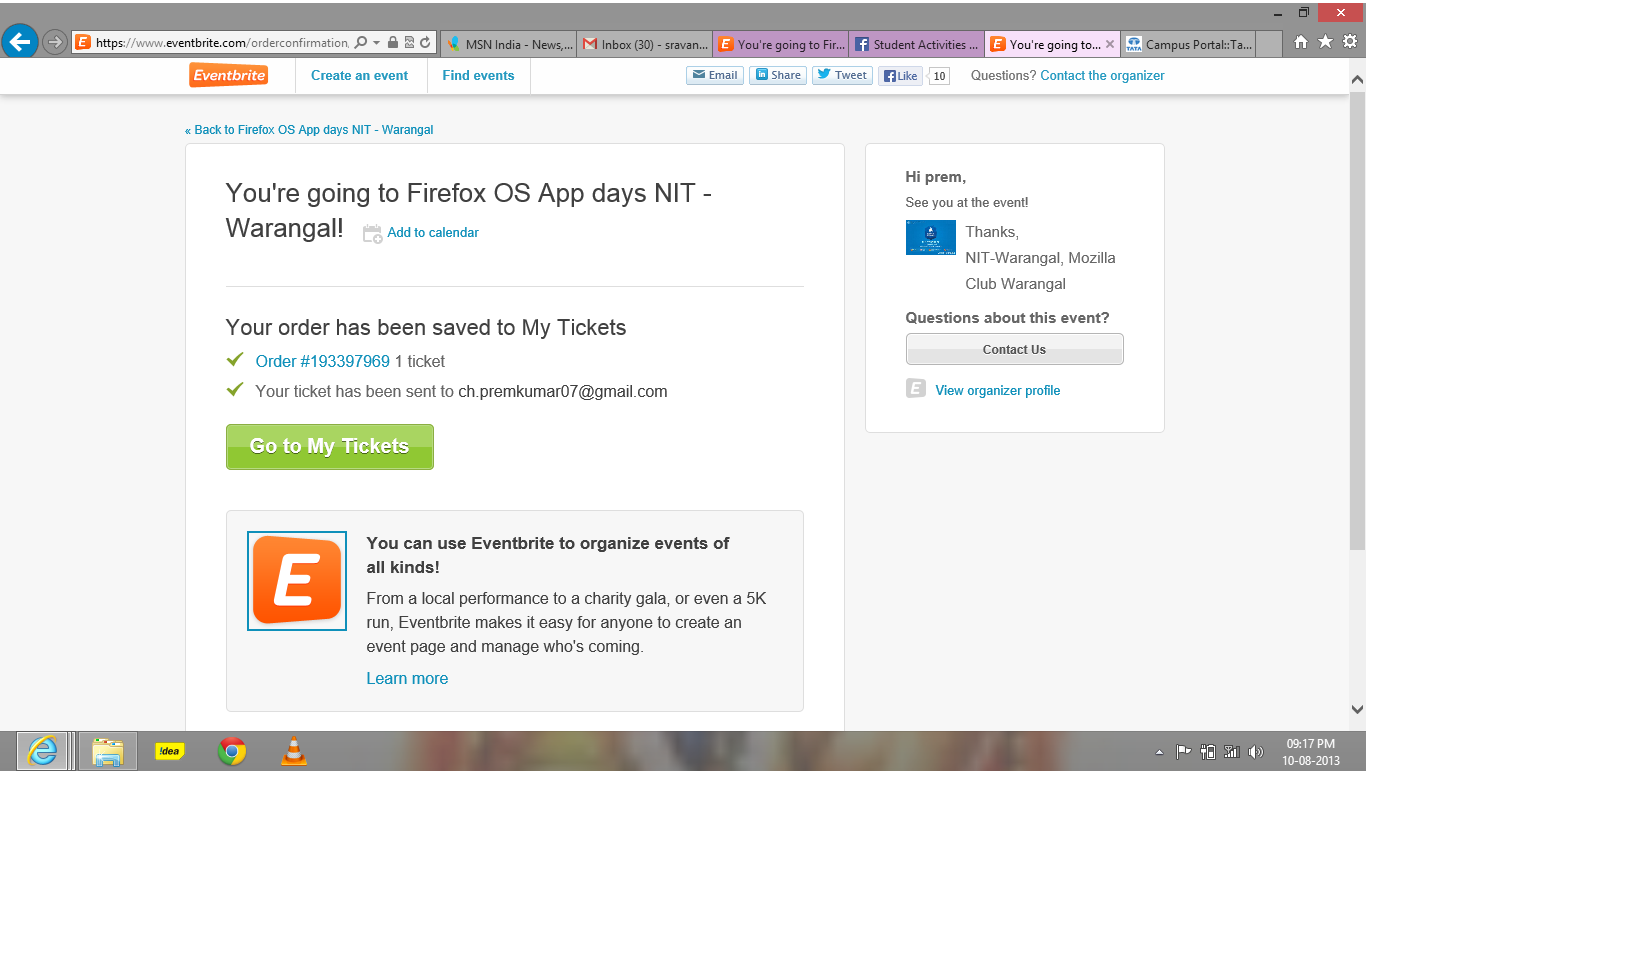 https://www.eventbrite.com/orderconfirmation
MSN India - News,...
Inbox (30) - sravan...
You're going to Fir...
Student Activities ...
You're going to...
Campus Portal::Ta...
Eventbrite
Create an event
Find events
Email
Share
Tweet
Like
10
Questions? Contact the organizer
« Back to Firefox OS App days NIT - Warangal
You're going to Firefox OS App days NIT -
Warangal!
Add to calendar
Your order has been saved to My Tickets
Order #193397969 1 ticket
Your ticket has been sent to ch.premkumar07@gmail.com
Go to My Tickets
E
You can use Eventbrite to organize events of
all kinds!
From a local performance to a charity gala, or even a 5K
run, Eventbrite makes it easy for anyone to create an
event page and manage who's coming.
Learn more
Hi prem,
See you at the event!
Thanks,
NIT-Warangal, Mozilla
Club Warangal
Questions about this event?
Contact Us
View organizer profile
!dea
09:17 PM
10-08-2013